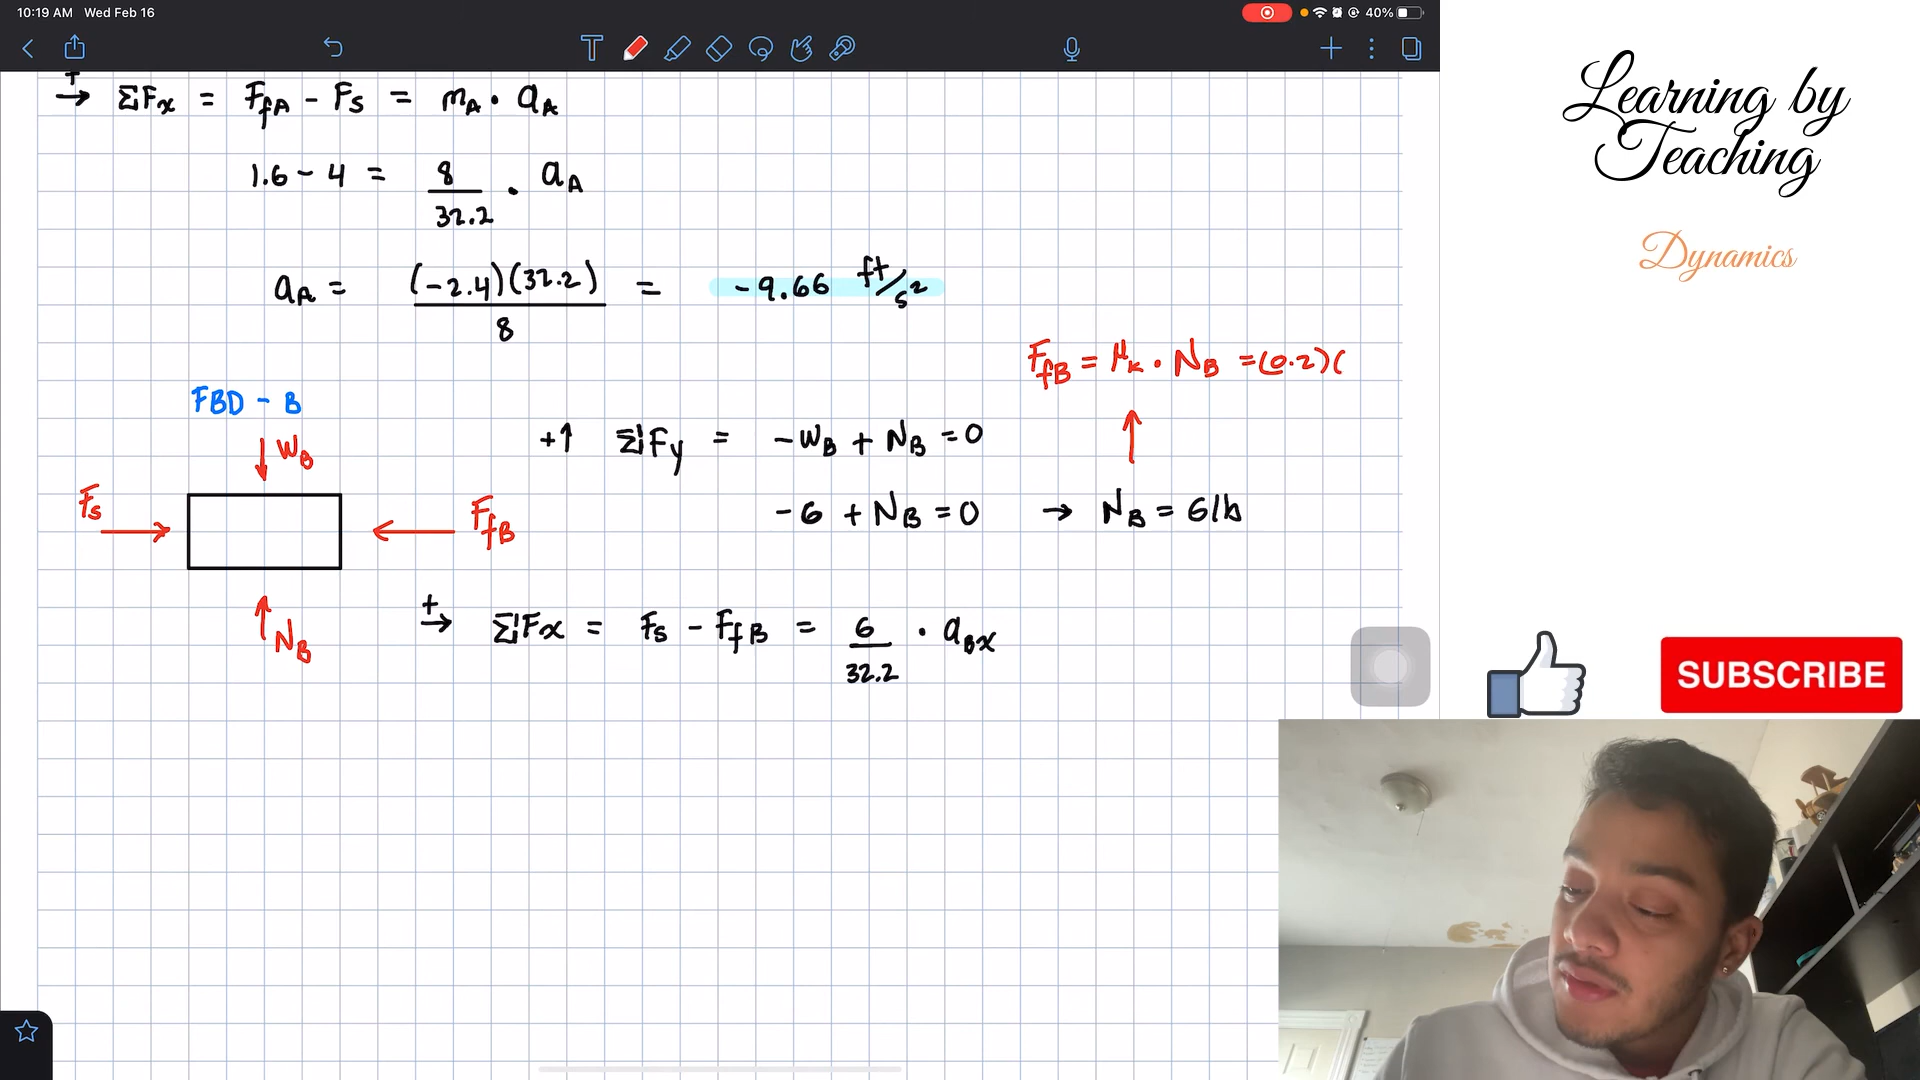 10:19 AM Wed Feb 16
40%
T
+
→ ΣFx = FfA - Fs = mA · aA
1.6 - 4 = 8/32.2 · aA
aA = (-2.4)(32.2)/8 = -9.66 ft/s²
FfB = μk · NB = (0.2)(
FBD - B
WB
+↑ ΣFy = -WB + NB = 0
Fs
FfB
-6 + NB = 0 → NB = 6lb
NB
+
→ ΣFx = Fs - FfB = 6/32.2 · aBx
Learning by
Teaching
Dynamics
SUBSCRIBE